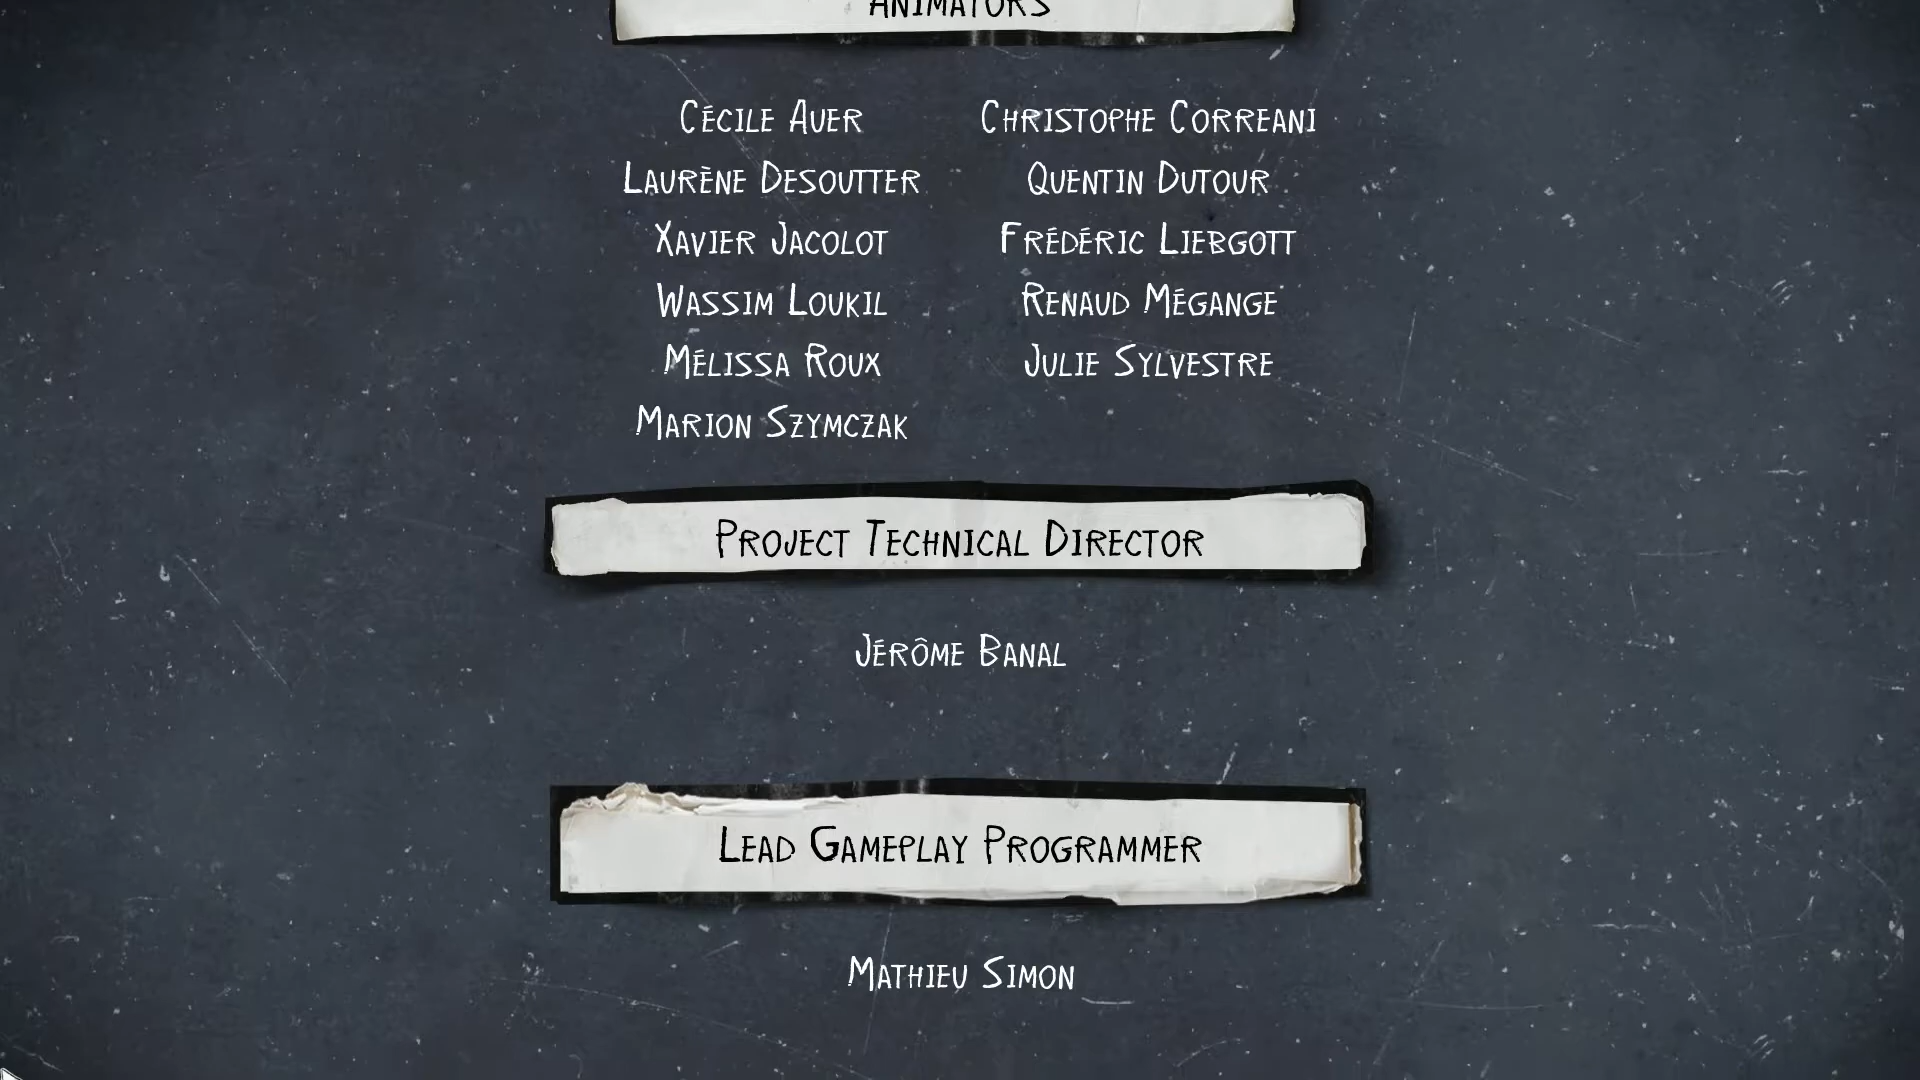 Animators
Cécile Auer
Christophe Correani
Laurène Desoutter
Quentin Dutour
Xavier Jacolot
Frédéric Liebgott
Wassim Loukil
Renaud Mégange
Mélissa Roux
Julie Sylvestre
Marion Szymczak
Project Technical Director
Jérôme Banal
Lead Gameplay Programmer
Mathieu Simon